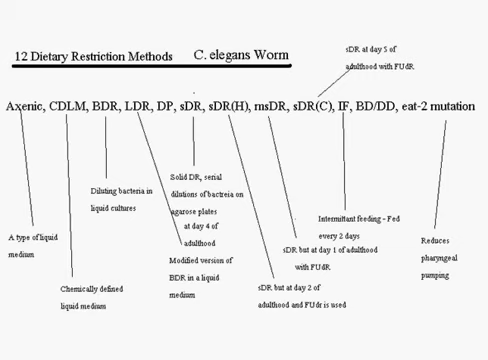 12 Dietary Restriction Methods C. elegans Worm
sDR at day 5 of
adulthood with FUdR
Axenic, CDLM, BDR, LDR, DP, sDR, sDR(H), msDR, sDR(C), IF, BD/DD, eat-2 mutation
A type of liquid
medium
Chemically defined
liquid medium
Diluting bacteria in
liquid cultures
Modified version of
BDR in a liquid
medium
Solid DR, serial
dilutions of bactreia on
agarose plates
at day 4 of
adulthood
sDR but at day 2 of
adulthood and FUdr is used
sDR but at day 1 of adulthood
with FUdR
Intermittant feeding - Fed
every 2 days
Reduces
pharyngeal
pumping